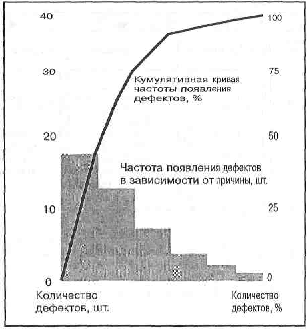 40
100
Кумулятивная кривая
частоты появления
дефектов, %
30
75
20
50
Частота появления дефектов
в зависимости от причины, шт.
10
25
0
0
Количество
дефектов, шт.
Количество
дефектов, %